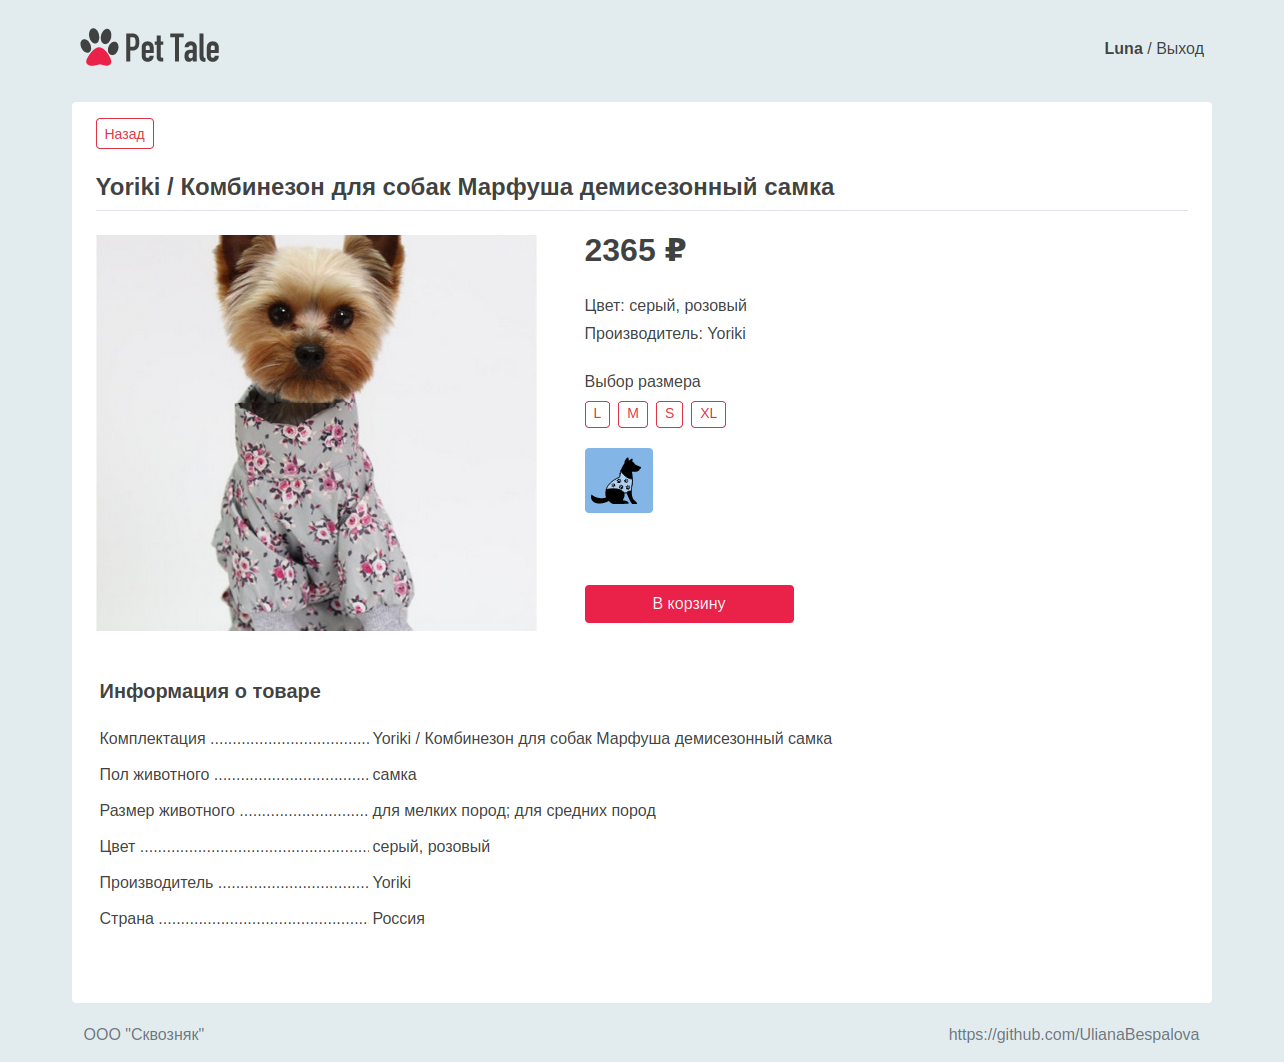 Pet Tale
Luna / Выход
Назад
Yoriki / Комбинезон для собак Марфуша демисезонный самка
2365 ₽
Цвет: серый, розовый
Производитель: Yoriki
Выбор размера
L M S XL
В корзину
Информация о товаре
Комплектация .................................... Yoriki / Комбинезон для собак Марфуша демисезонный самка
Пол животного ................................... самка
Размер животного ............................. для мелких пород; для средних пород
Цвет .................................................... серый, розовый
Производитель .................................. Yoriki
Страна ............................................... Россия
ООО "Сквозняк"
https://github.com/UlianaBespalova